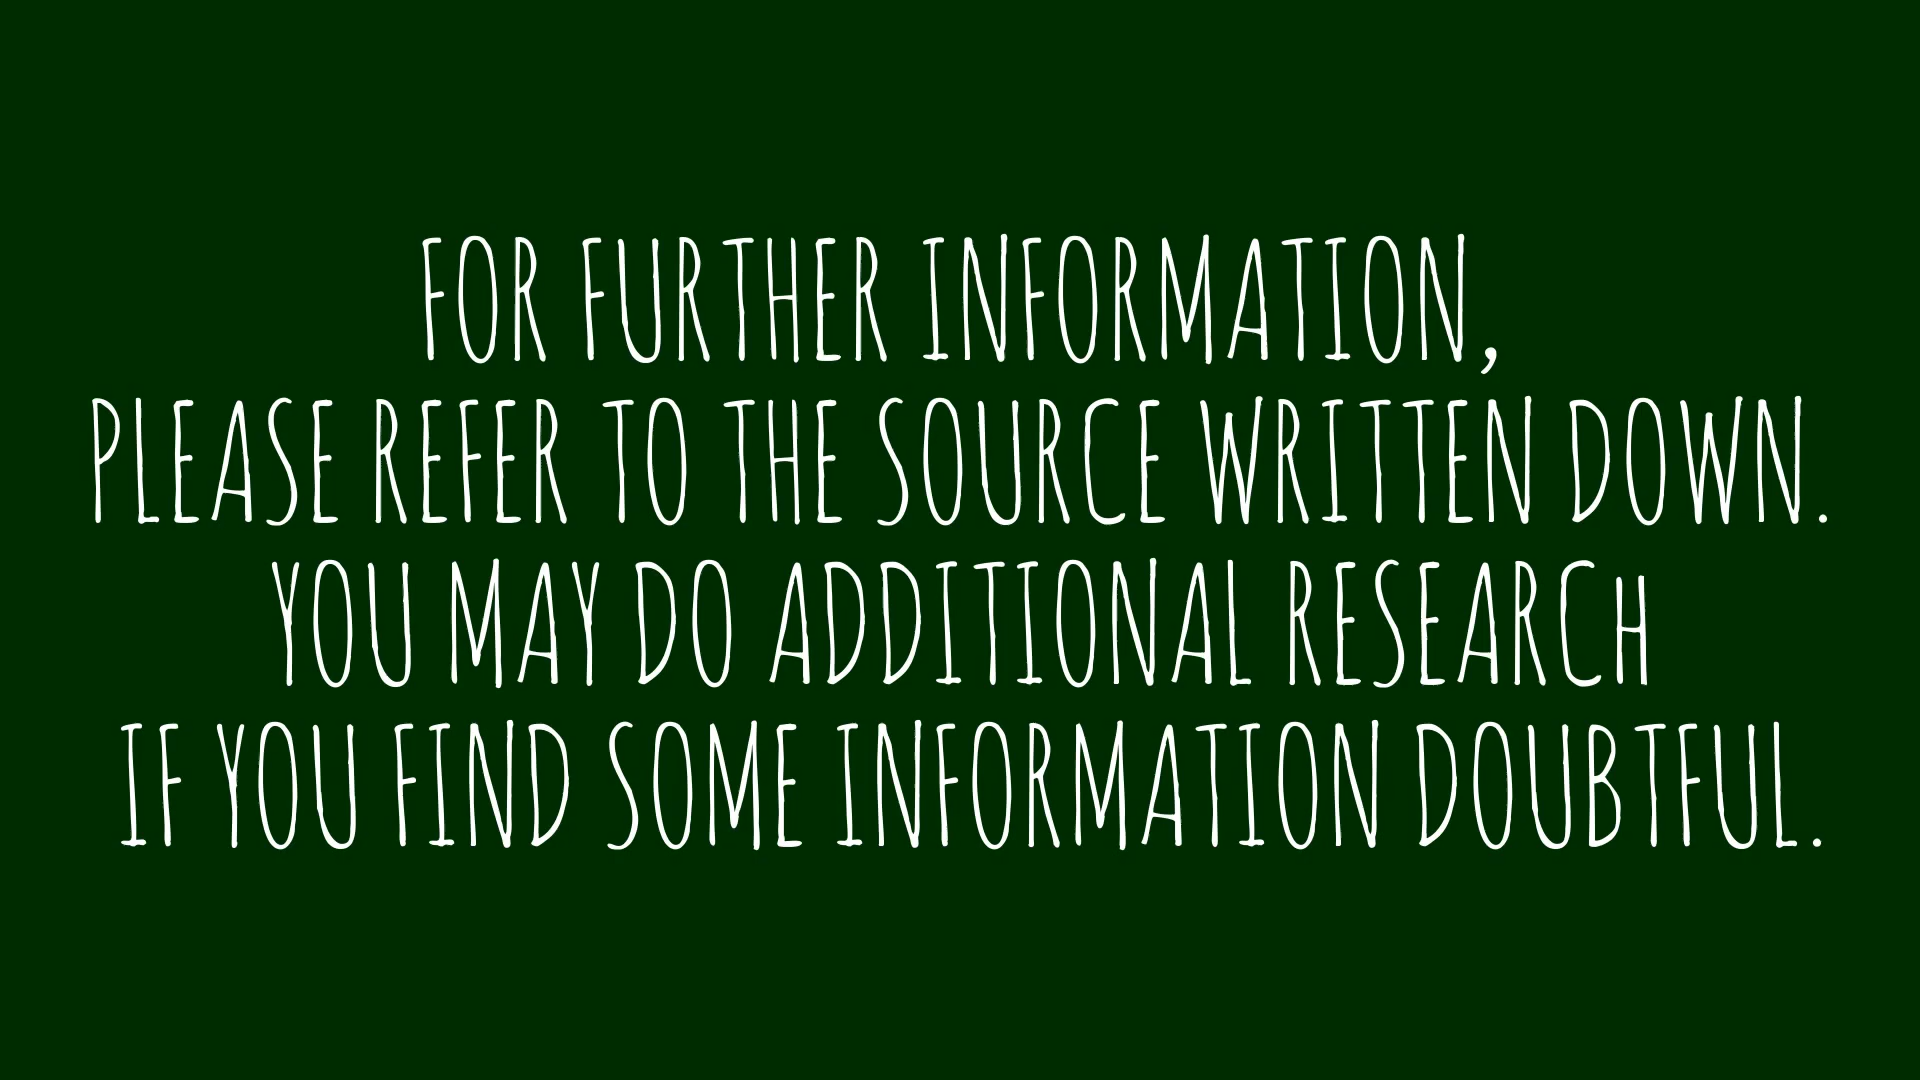 FOR FURTHER INFORMATION,
PLEASE REFER TO THE SOURCE WRITTEN DOWN.
YOU MAY DO ADDITIONAL RESEARCH
IF YOU FIND SOME INFORMATION DOUBTFUL.